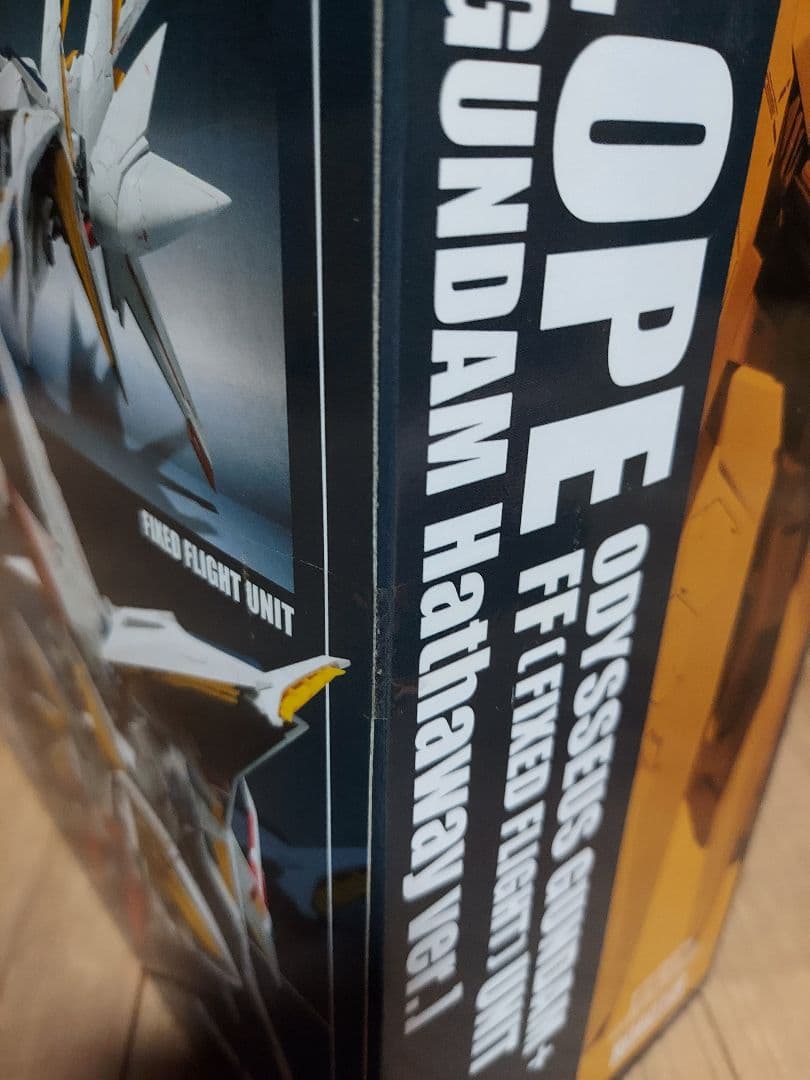 OPE
ODYSSEUS GUNDAM+
FF (FIXED FLIGHT) UNIT
GUNDAM Hathaway ver.)
FIXED FLIGHT UNIT